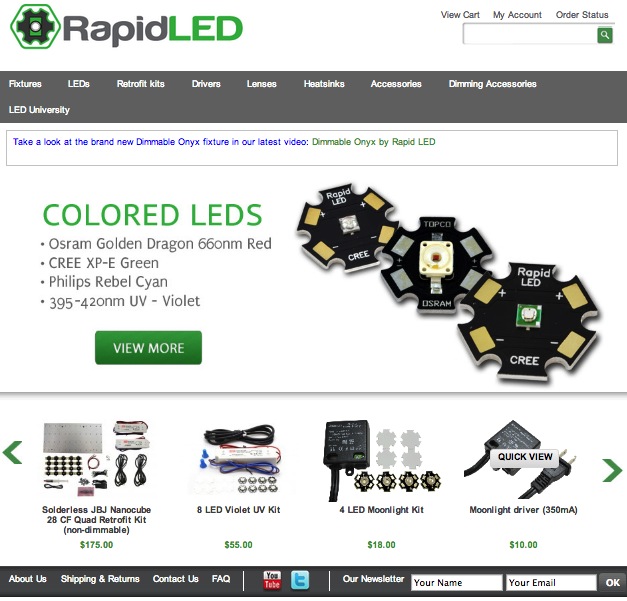 RapidLED
View Cart My Account Order Status
Fixtures LEDs Retrofit kits Drivers Lenses Heatsinks Accessories Dimming Accessories
LED University
Take a look at the brand new Dimmable Onyx fixture in our latest video: Dimmable Onyx by Rapid LED
COLORED LEDS
• Osram Golden Dragon 660nm Red
• CREE XP-E Green
• Philips Rebel Cyan
• 395-420nm UV - Violet
VIEW MORE
Rapid
LED
CREE
TOPCO
OSRAM
Rapid
LED
CREE
QUICK VIEW
Solderless JBJ Nanocube
28 CF Quad Retrofit Kit
(non-dimmable)
$175.00
8 LED Violet UV Kit
$55.00
4 LED Moonlight Kit
$18.00
Moonlight driver (350mA)
$10.00
About Us Shipping & Returns Contact Us FAQ You Tube t Our Newsletter Your Name Your Email OK